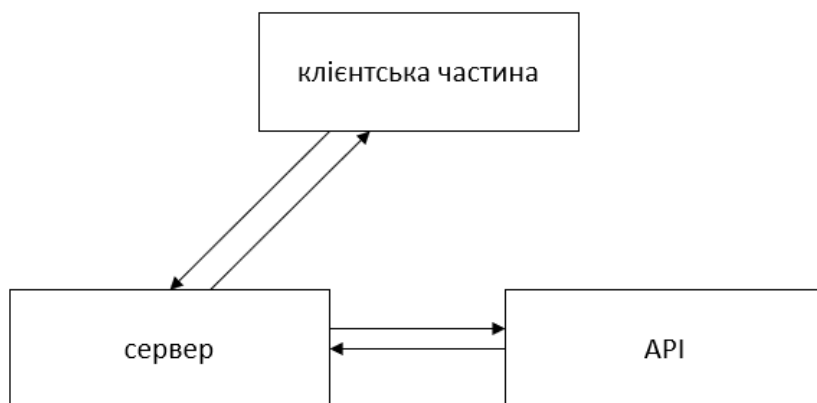 клієнтська частина
сервер
API